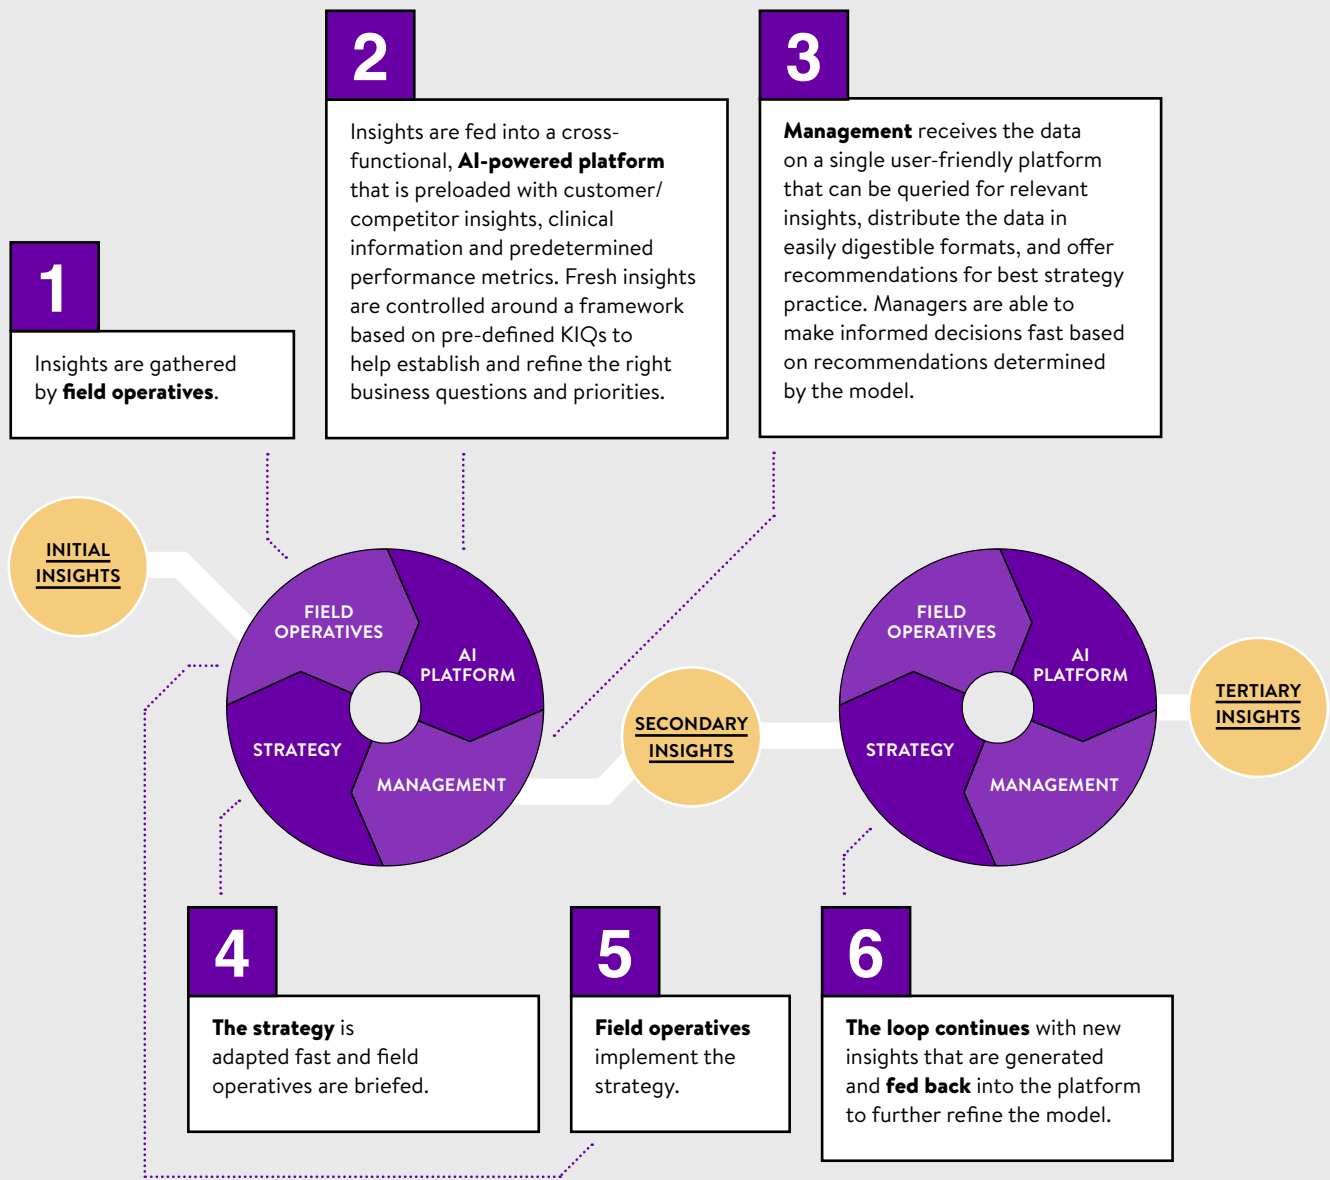 1
Insights are gathered
by field operatives.
2
Insights are fed into a cross-
functional, AI-powered platform
that is preloaded with customer/
competitor insights, clinical
information and predetermined
performance metrics. Fresh insights
are controlled around a framework
based on pre-defined KIQs to
help establish and refine the right
business questions and priorities.
3
Management receives the data
on a single user-friendly platform
that can be queried for relevant
insights, distribute the data in
easily digestible formats, and offer
recommendations for best strategy
practice. Managers are able to
make informed decisions fast based
on recommendations determined
by the model.
INITIAL
INSIGHTS
FIELD
OPERATIVES
AI
PLATFORM
STRATEGY
MANAGEMENT
SECONDARY
INSIGHTS
FIELD
OPERATIVES
AI
PLATFORM
STRATEGY
MANAGEMENT
TERTIARY
INSIGHTS
4
The strategy is
adapted fast and field
operatives are briefed.
5
Field operatives
implement the
strategy.
6
The loop continues with new
insights that are generated
and fed back into the platform
to further refine the model.